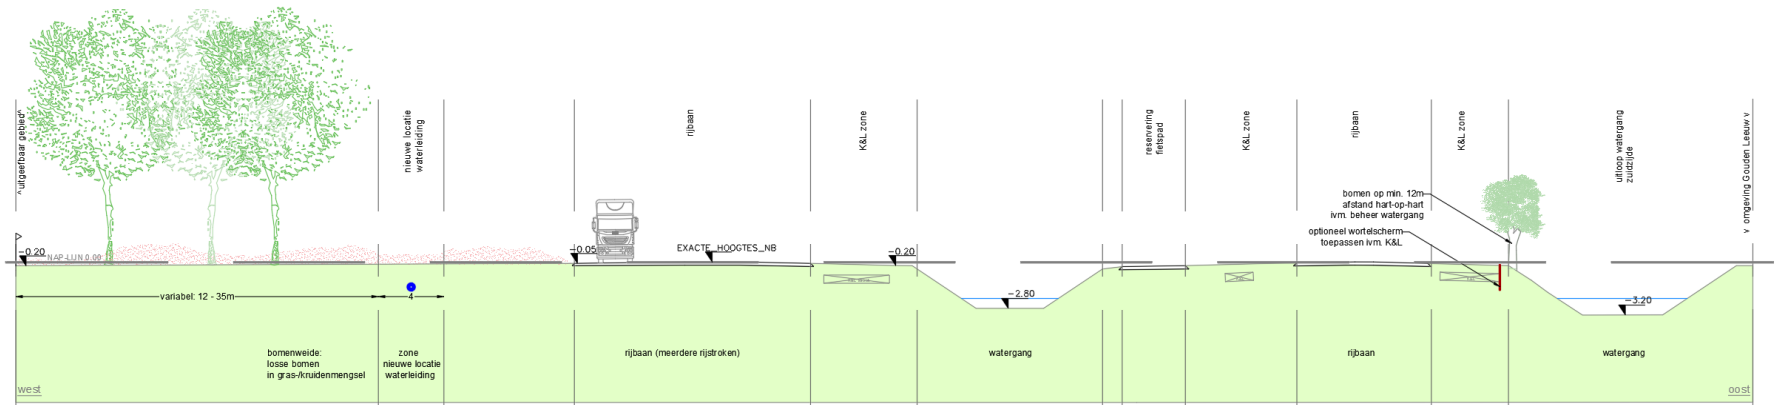 ^uitgeefbaar gebied^
nieuwe locatie
waterleiding
rijbaan
K&L zone
reservering
fietspad
K&L zone
rijbaan
K&L zone
uitloop watergang
zuidzijde
v omgeving Gouden Leeuw v
bomen op min. 12m
afstand hart-op-hart
ivm. beheer watergang
optioneel wortelscherm
toepassen ivm. K&L
-0.20
NAP-LIJN 0.00
-0.05
EXACTE_HOOGTES_NB
-0.20
-2.80
-3.20
variabel: 12 - 35m
4
bomenweide:
losse bomen
in gras-/kruidenmengsel
zone
nieuwe locatie
waterleiding
rijbaan (meerdere rijstroken)
watergang
rijbaan
watergang
west
oost